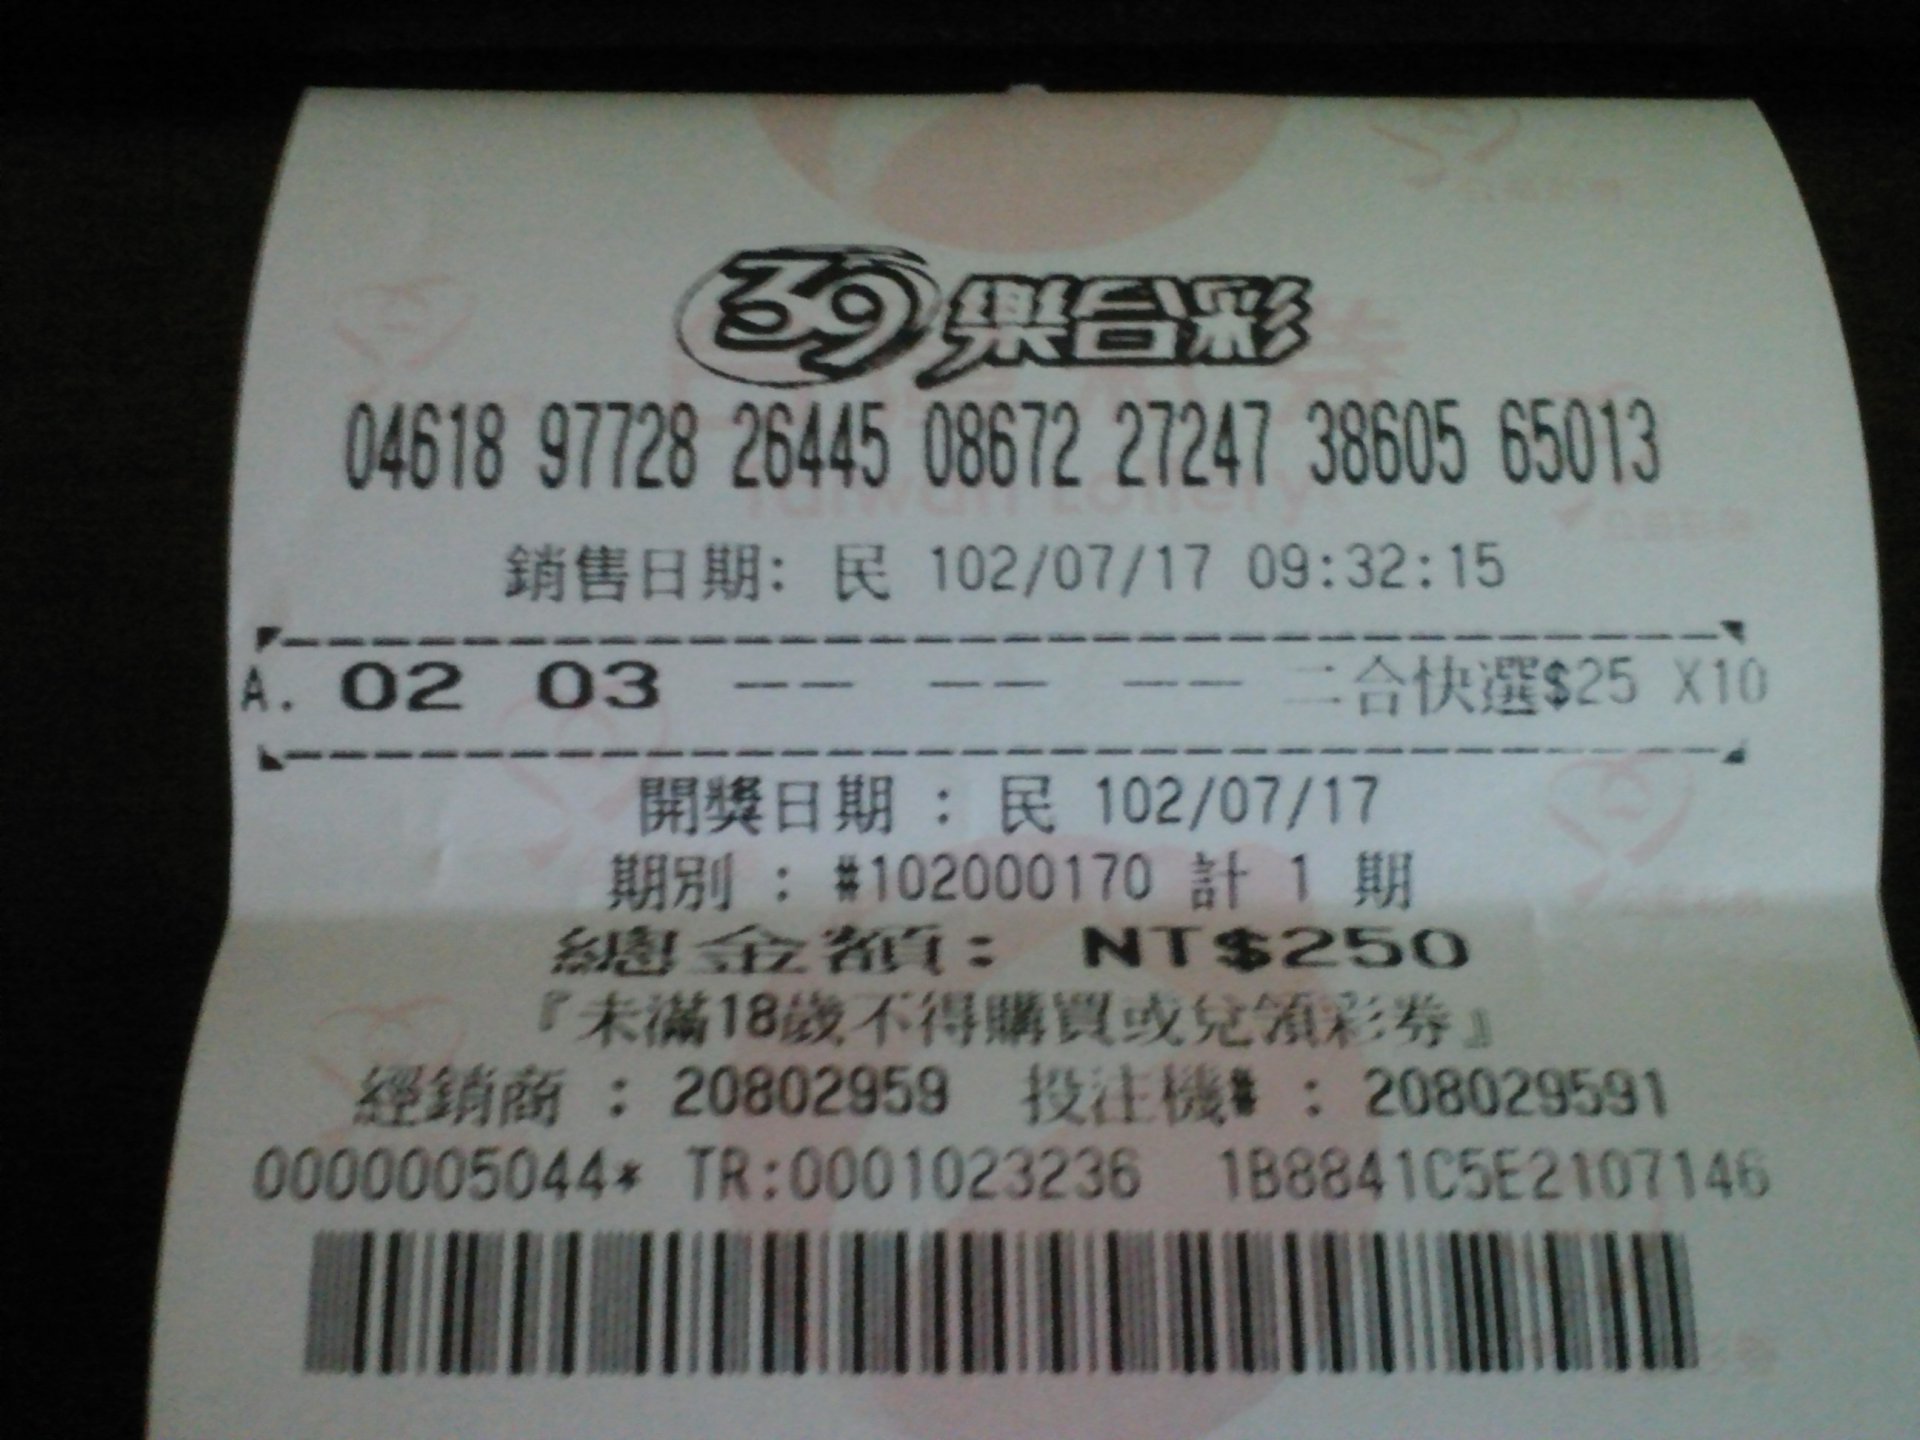 39樂合彩
04618 97728 26445 08672 27247 38605 65013
Taiwan Lottery
銷售日期: 民 102/07/17 09:32:15
A. 02 03 -- -- -- 二合快選$25 X10
開獎日期 : 民 102/07/17
期別 : #102000170 計 1 期
總金額: NT$250
『未滿18歲不得購買或兌領彩券』
經銷商 : 20802959 投注機# : 208029591
0000005044* TR:0001023236 1B8841C5E2107146